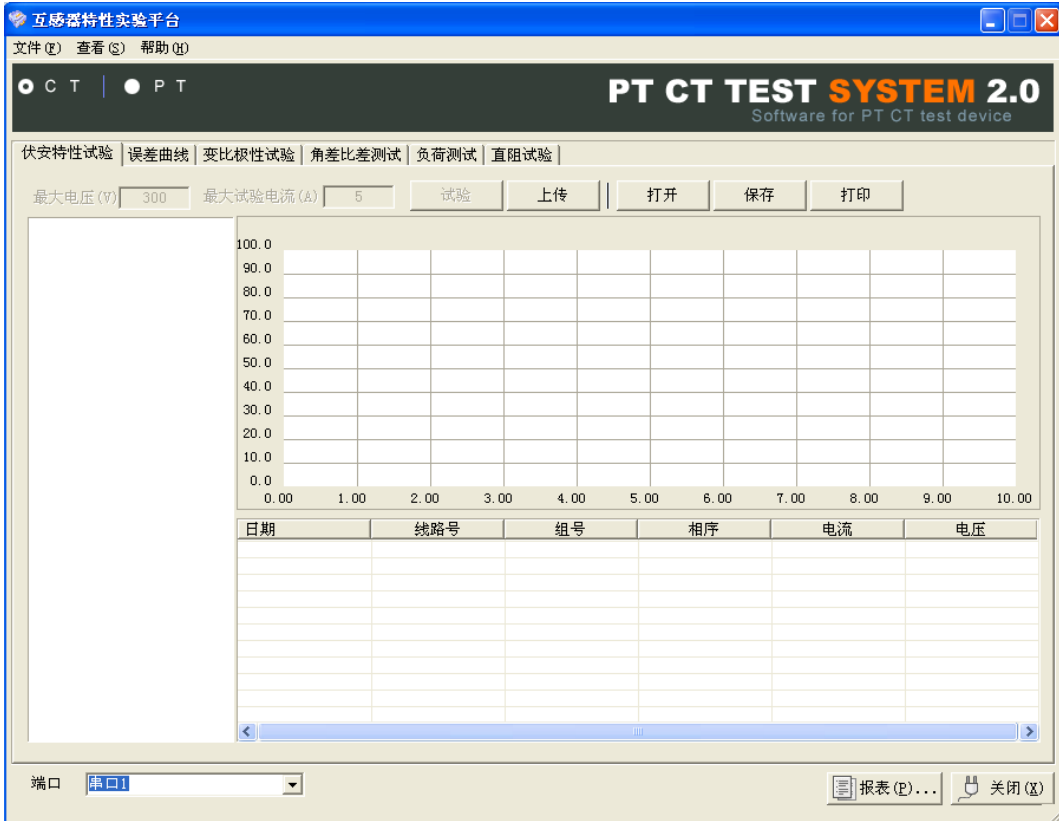 互感器特性实验平台
文件(F) 查看(S) 帮助(H)
CT | PT
PT CT TEST SYSTEM 2.0
Software for PT CT test device
伏安特性试验 误差曲线 变比极性试验 角差比差测试 负荷测试 直阻试验
最大电压(V) 300 最大试验电流(A) 5 试验 上传 打开 保存 打印
100.0
90.0
80.0
70.0
60.0
50.0
40.0
30.0
20.0
10.0
0.0
0.00 1.00 2.00 3.00 4.00 5.00 6.00 7.00 8.00 9.00 10.00
日期 线路号 组号 相序 电流 电压
端口 串口1 报表(P)... 关闭(X)